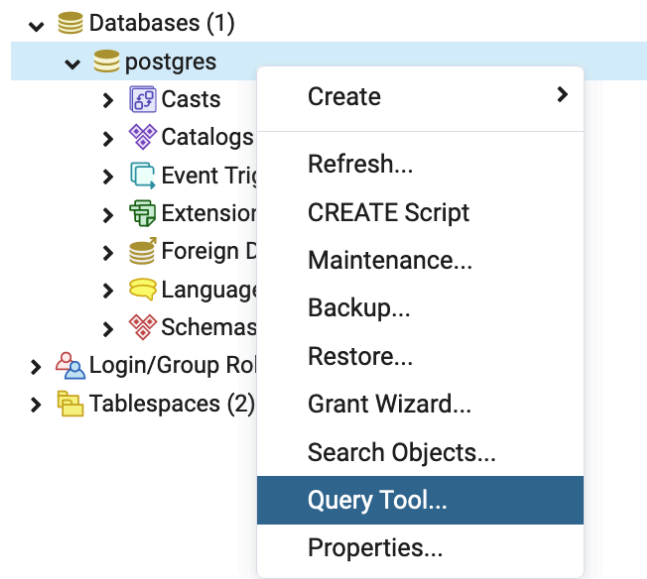 Databases (1)
postgres
Casts
Catalogs
Event
Extension
Foreign
Language
Schemas
Login/Group
Tablespaces (2)
Create
Refresh...
CREATE Script
Maintenance...
Backup...
Restore...
Grant Wizard...
Search Objects...
Query Tool...
Properties...